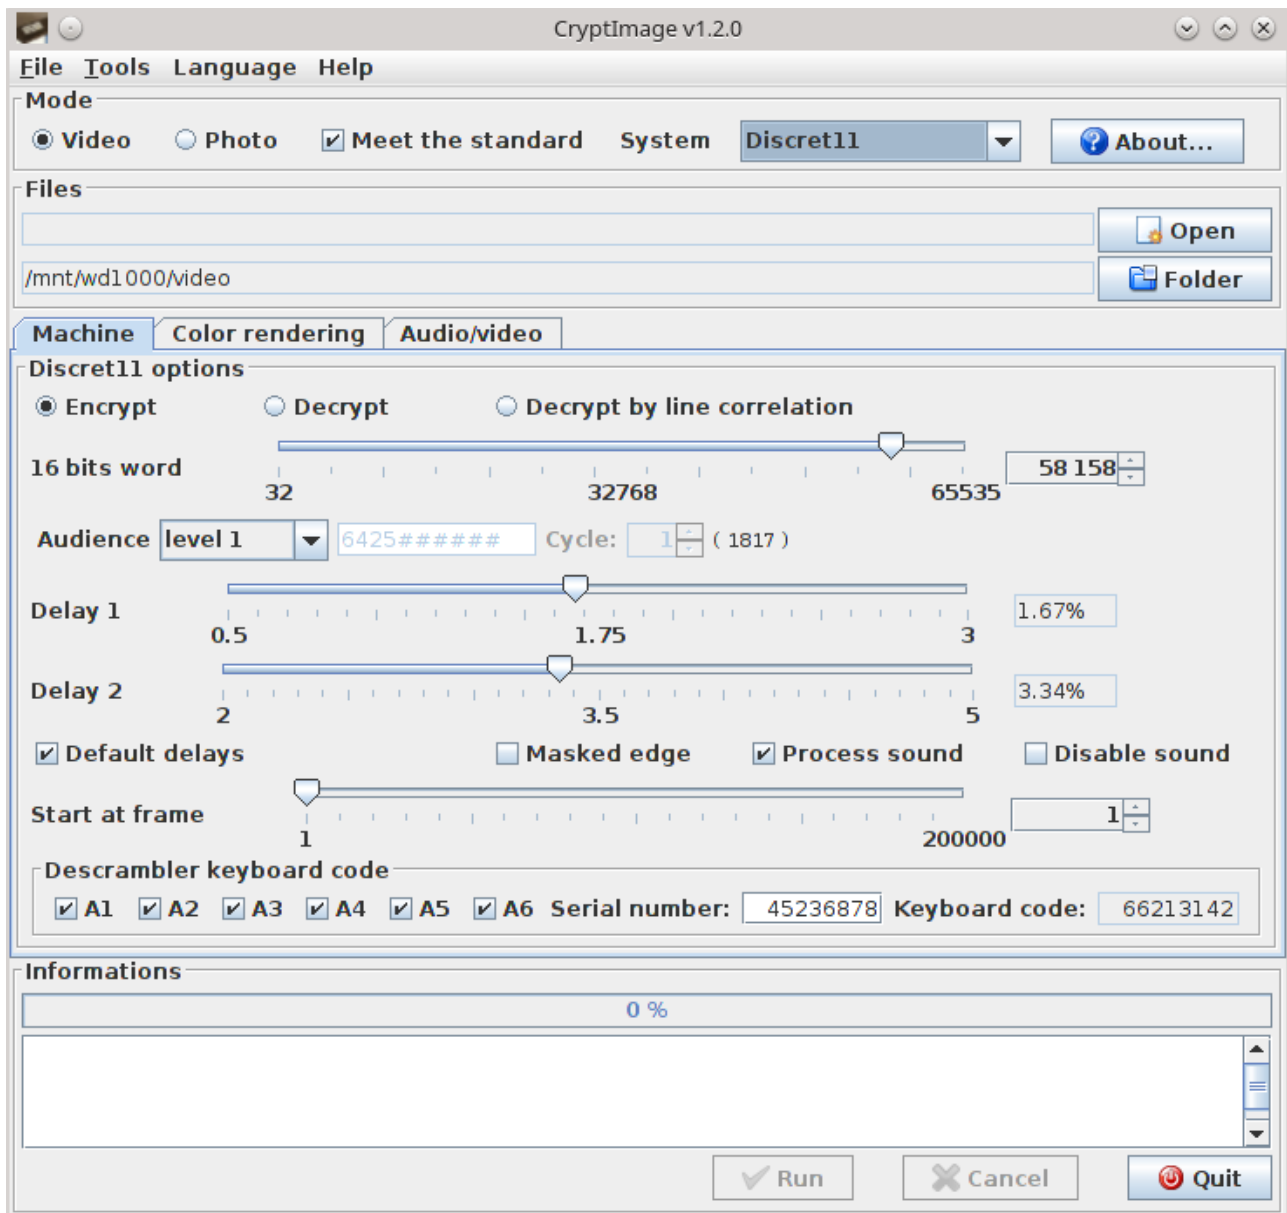 CryptImage v1.2.0
File Tools Language Help
Mode
Video Photo Meet the standard System Discret11 About...
Files
Open
/mnt/wd1000/video Folder
Machine Color rendering Audio/video
Discret11 options
Encrypt Decrypt Decrypt by line correlation
16 bits word 58 158
32 32768 65535
Audience level 1 6425###### Cycle: 1 ( 1817 )
Delay 1 1.67%
0.5 1.75 3
Delay 2 3.34%
2 3.5 5
Default delays Masked edge Process sound Disable sound
Start at frame 1
1 200000
Descrambler keyboard code
A1 A2 A3 A4 A5 A6 Serial number: 45236878 Keyboard code: 66213142
Informations
0 %
Run Cancel Quit